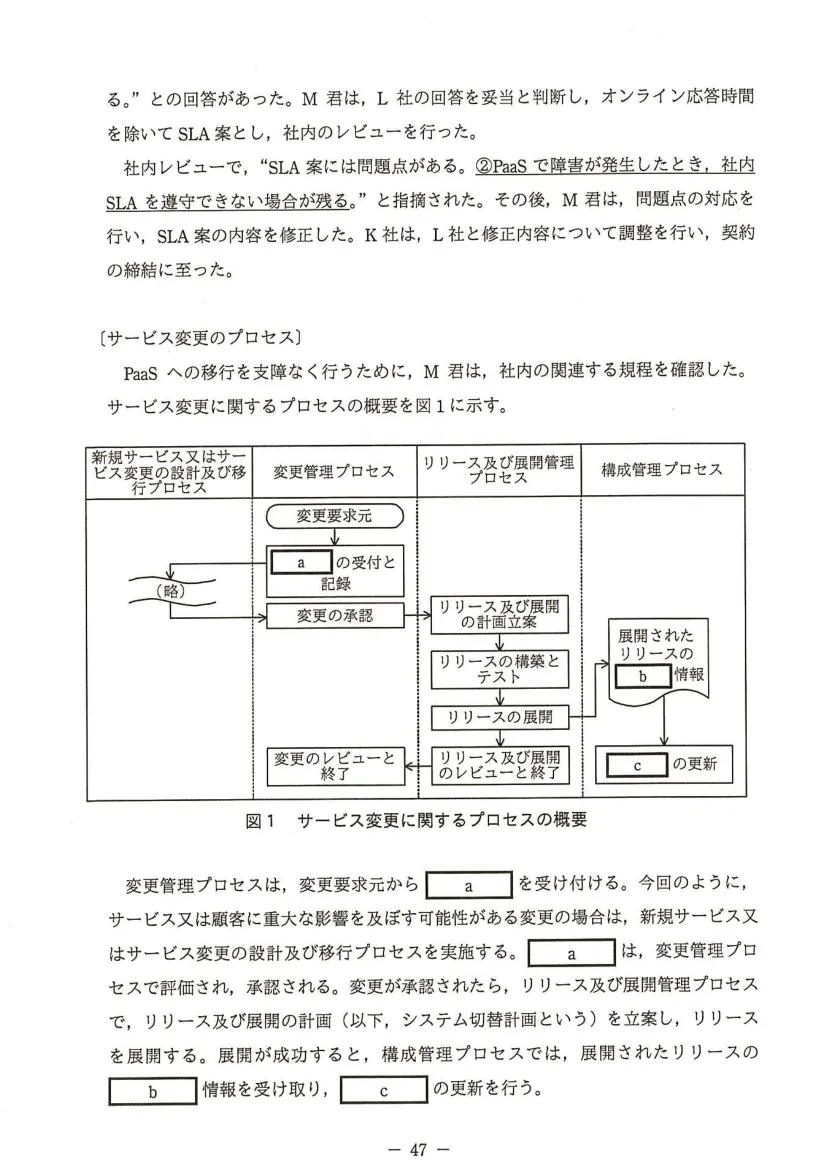 る。”との回答があった。M 君は，L 社の回答を妥当と判断し，オンライン応答時間
を除いて SLA 案とし，社内のレビューを行った。
社内レビューで，“SLA 案には問題点がある。②PaaS で障害が発生したとき，社内
SLA を遵守できない場合が残る。”と指摘された。その後，M 君は，問題点の対応を
行い，SLA 案の内容を修正した。K 社は，L 社と修正内容について調整を行い，契約
の締結に至った。
〔サービス変更のプロセス〕
PaaS への移行を支障なく行うために，M 君は，社内の関連する規程を確認した。
サービス変更に関するプロセスの概要を図 1 に示す。
新規サービス又はサー
ビス変更の設計及び移
行プロセス
変更管理プロセス
リリース及び展開管理
プロセス
構成管理プロセス
変更要求元
a の受付と
記録
（略）
変更の承認
リリース及び展開
の計画立案
リリースの構築と
テスト
リリースの展開
リリース及び展開
のレビューと終了
変更のレビューと
終了
展開された
リリースの
b 情報
c の更新
図 1 サービス変更に関するプロセスの概要
変更管理プロセスは，変更要求元から a を受け付ける。今回のように，
サービス又は顧客に重大な影響を及ぼす可能性がある変更の場合は，新規サービス又
はサービス変更の設計及び移行プロセスを実施する。 a は，変更管理プロ
セスで評価され，承認される。変更が承認されたら，リリース及び展開管理プロセス
で，リリース及び展開の計画（以下，システム切替計画という）を立案し，リリース
を展開する。展開が成功すると，構成管理プロセスでは，展開されたリリースの
b 情報を受け取り， c の更新を行う。
－ 47 －